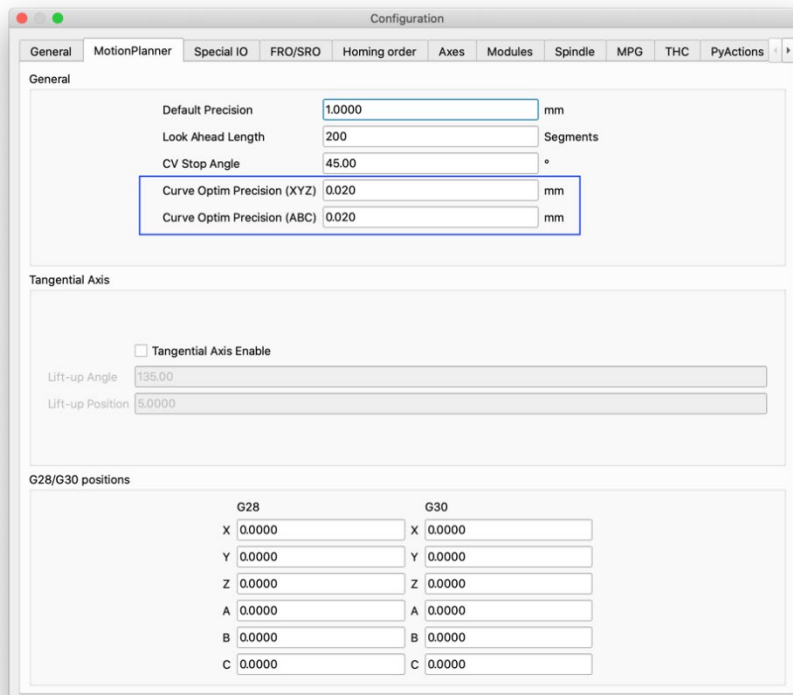 Configuration
General MotionPlanner Special IO FRO/SRO Homing order Axes Modules Spindle MPG THC PyActions
General
Default Precision 1.0000 mm
Look Ahead Length 200 Segments
CV Stop Angle 45.00 °
Curve Optim Precision (XYZ) 0.020 mm
Curve Optim Precision (ABC) 0.020 mm
Tangential Axis
Tangential Axis Enable
Lift-up Angle 135.00
Lift-up Position 5.0000
G28/G30 positions
G28 G30
X 0.0000 X 0.0000
Y 0.0000 Y 0.0000
Z 0.0000 Z 0.0000
A 0.0000 A 0.0000
B 0.0000 B 0.0000
C 0.0000 C 0.0000